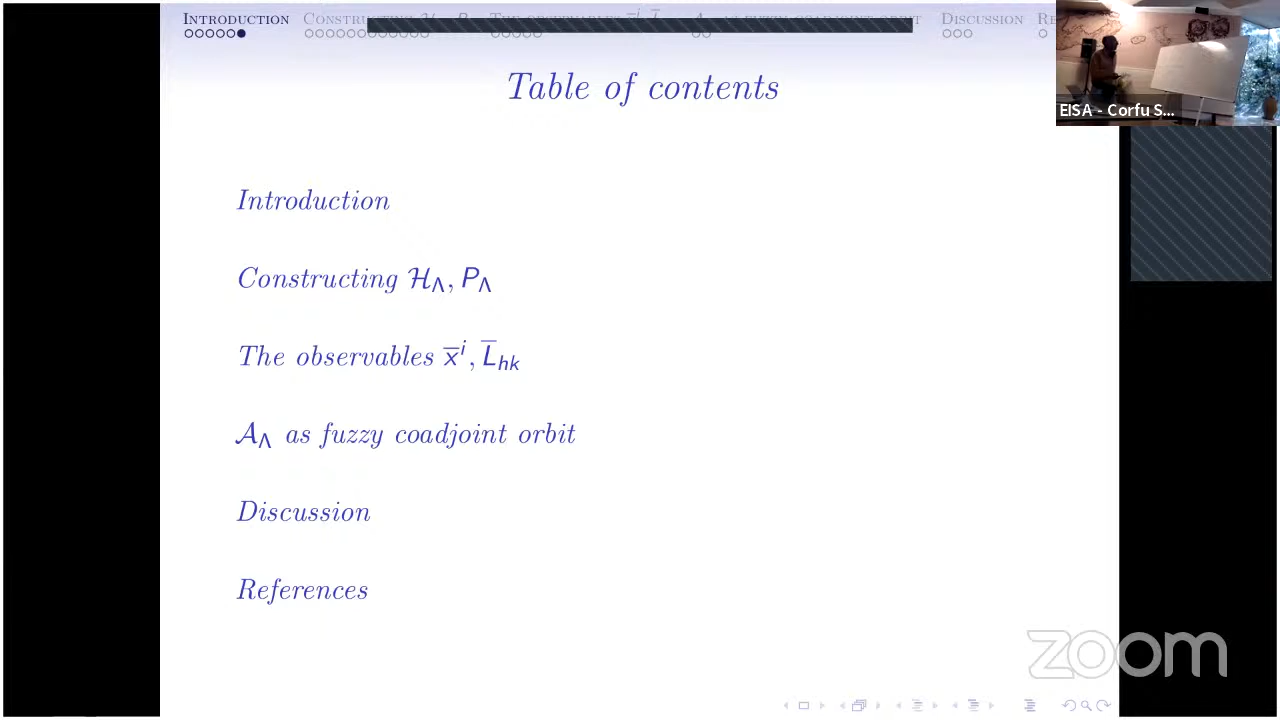 INTRODUCTION
DISCUSSION
Table of contents
EISA - Corfu S...
Introduction
Constructing ℋ_Λ, P_Λ
The observables x̅ⁱ, L̅_hk
𝒜_Λ as fuzzy coadjoint orbit
Discussion
References
zoom